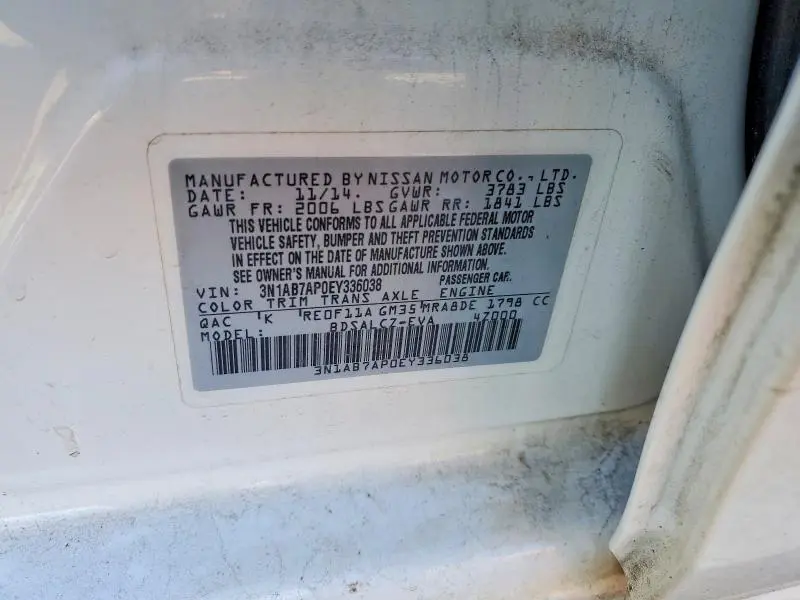 MANUFACTURED BY NISSAN MOTOR CO., LTD.
DATE: 11/14. GVWR: 3783 LBS
GAWR FR: 2006 LBS GAWR RR: 1841 LBS
THIS VEHICLE CONFORMS TO ALL APPLICABLE FEDERAL MOTOR
VEHICLE SAFETY, BUMPER AND THEFT PREVENTION STANDARDS
IN EFFECT ON THE DATE OF MANUFACTURE SHOWN ABOVE.
SEE OWNER'S MANUAL FOR ADDITIONAL INFORMATION.
VIN: 3N1AB7AP0EY336038 PASSENGER CAR.
COLOR TRIM TRANS AXLE ENGINE
QAC K RE0F11A GM35 MRA8DE 1798 CC
MODEL: BDSALCZ-EVA 47000
3N1AB7AP0EY336038